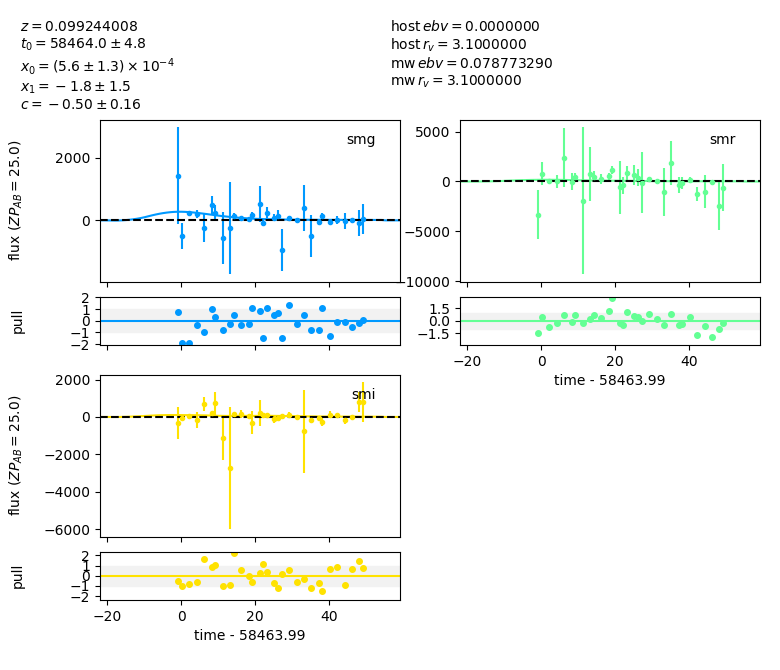 z = 0.099244008
t₀ = 58464.0 ± 4.8
x₀ = (5.6 ± 1.3) × 10⁻⁴
x₁ = −1.8 ± 1.5
c = −0.50 ± 0.16
host ebv = 0.0000000
host r_v = 3.1000000
mw ebv = 0.078773290
mw r_v = 3.1000000
smg
2000
0
flux (ZP_AB = 25.0)
smr
5000
0
−5000
−10000
2
1
0
−1
−2
pull
1.5
0.0
−1.5
−20
0
20
40
time - 58463.99
smi
2000
0
−2000
−4000
−6000
flux (ZP_AB = 25.0)
2
1
0
−1
−2
pull
−20
0
20
40
time - 58463.99